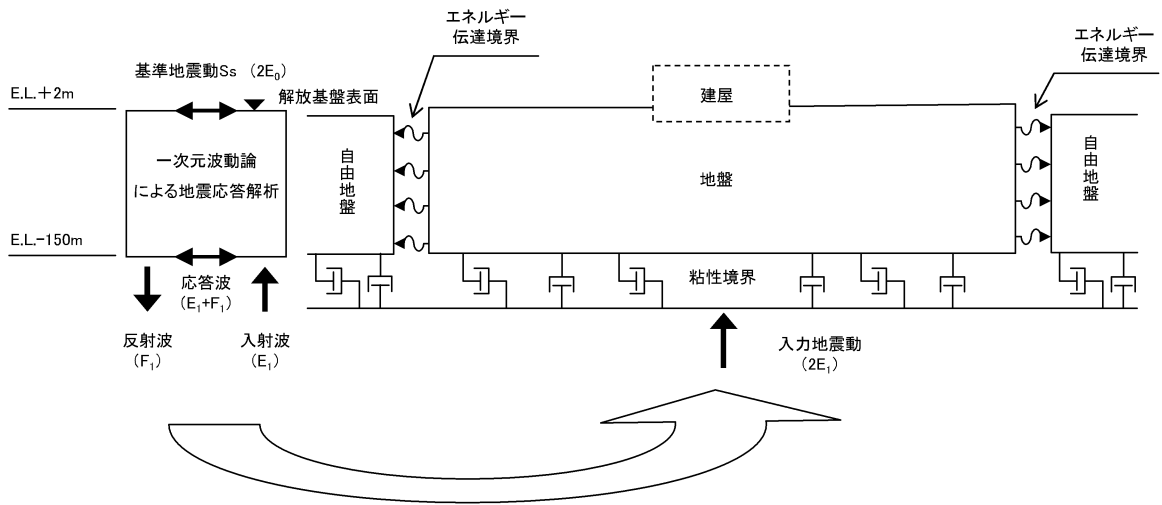 エネルギー
伝達境界
エネルギー
伝達境界
基準地震動Ss (2E₀)
E.L.+2m
解放基盤表面
建屋
一次元波動論
による地震応答解析
自由地盤
地盤
自由地盤
E.L.-150m
応答波
(E₁+F₁)
粘性境界
反射波
(F₁)
入射波
(E₁)
入力地震動
(2E₁)